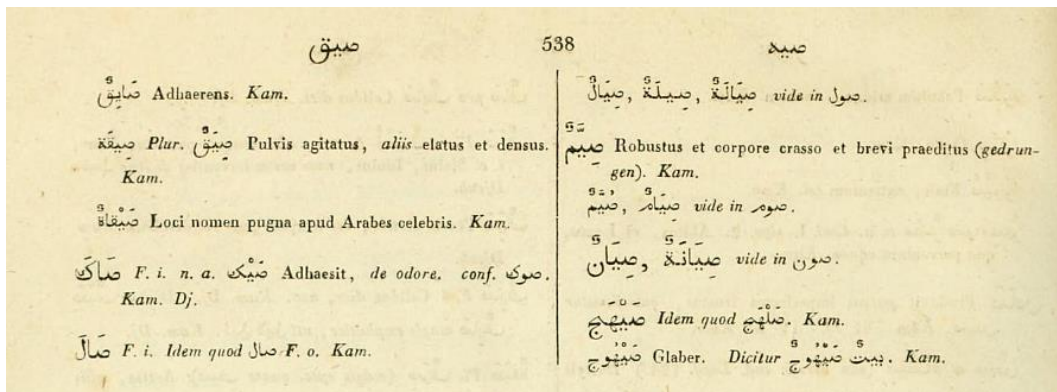 صيق 538 صيد
صَايِقٌ Adhaerens. Kam.
صِيقَة Plur. صِيَقٌ Pulvis agitatus, aliis elatus et densus.
Kam.
صَيْقَاةٌ Loci nomen pugna apud Arabes celebris. Kam.
صَاكَ F. i. n. a. صَيْكٌ Adhaesit, de odore. conf. صوك.
Kam. Dj.
صَالَ F. i. Idem quod صال F. o. Kam.
صِيَالٌ, صِيلَةٌ, صِيَالَةٌ vide in صول.
صِيَمٌّ Robustus et corpore crasso et brevi praeditus (gedrun-
gen). Kam.
صِيَامٌ, صُيَّمٌ vide in صوم.
صِيَانٌ, صِيَانَةٌ vide in صون.
صَيْهَج Idem quod صَلْهَج. Kam.
صَيْهُوجٌ Glaber. Dicitur بيت صَيْهُوجٌ. Kam.